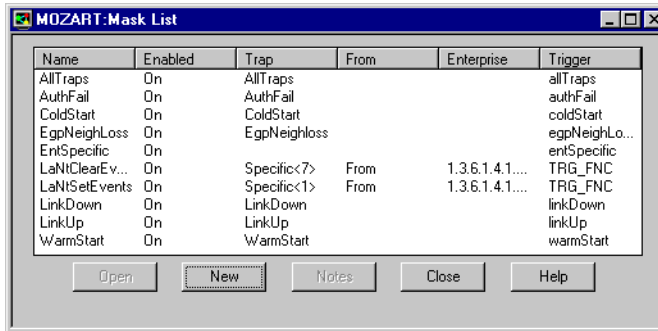 MOZART:Mask List
Name Enabled Trap From Enterprise Trigger
AllTraps On AllTraps allTraps
AuthFail On AuthFail authFail
ColdStart On ColdStart coldStart
EgpNeighLoss On EgpNeighloss egpNeighLo...
EntSpecific On entSpecific
LaNtClearEv... On Specific<7> From 1.3.6.1.4.1.... TRG_FNC
LaNtSetEvents On Specific<1> From 1.3.6.1.4.1.... TRG_FNC
LinkDown On LinkDown linkDown
LinkUp On LinkUp linkUp
WarmStart On WarmStart warmStart
Open New Notes Close Help